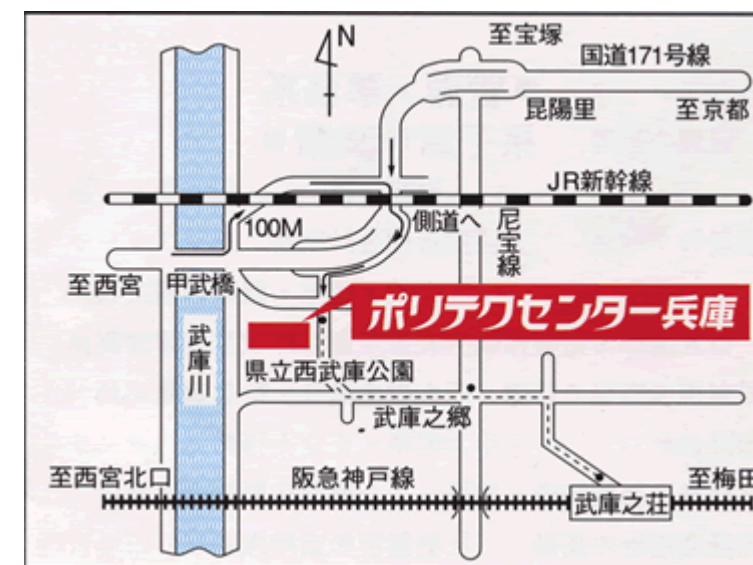 N
至宝塚
国道171号線
昆陽里
至京都
JR新幹線
100M
側道へ
尼宝線
至西宮
甲武橋
ポリテクセンター兵庫
武庫川
県立西武庫公園
武庫之郷
至西宮北口
阪急神戸線
至梅田
武庫之荘